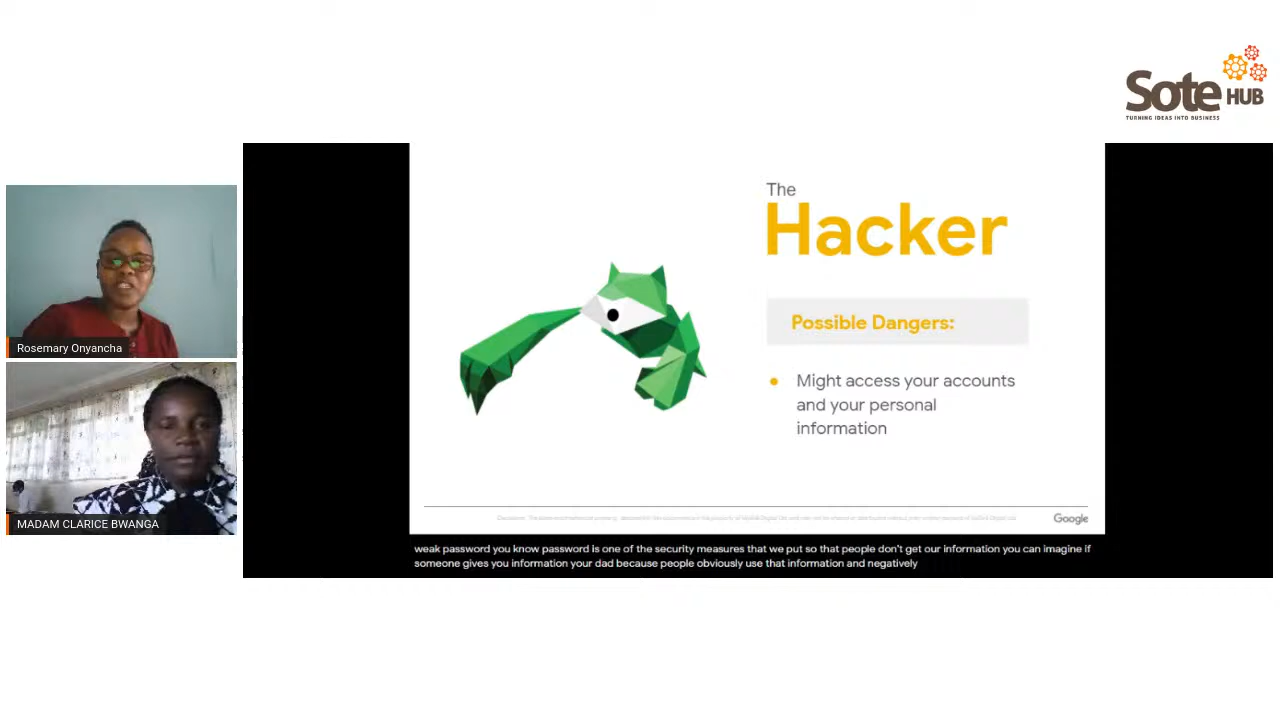 Sote HUB
TURNING IDEAS INTO BUSINESS
The
Hacker
Possible Dangers:
Might access your accounts
and your personal
information
Google
Rosemary Onyancha
MADAM CLARICE BWANGA
weak password you know password is one of the security measures that we put so that people don't get our information you can imagine if
someone gives you information your dad because people obviously use that information and negatively